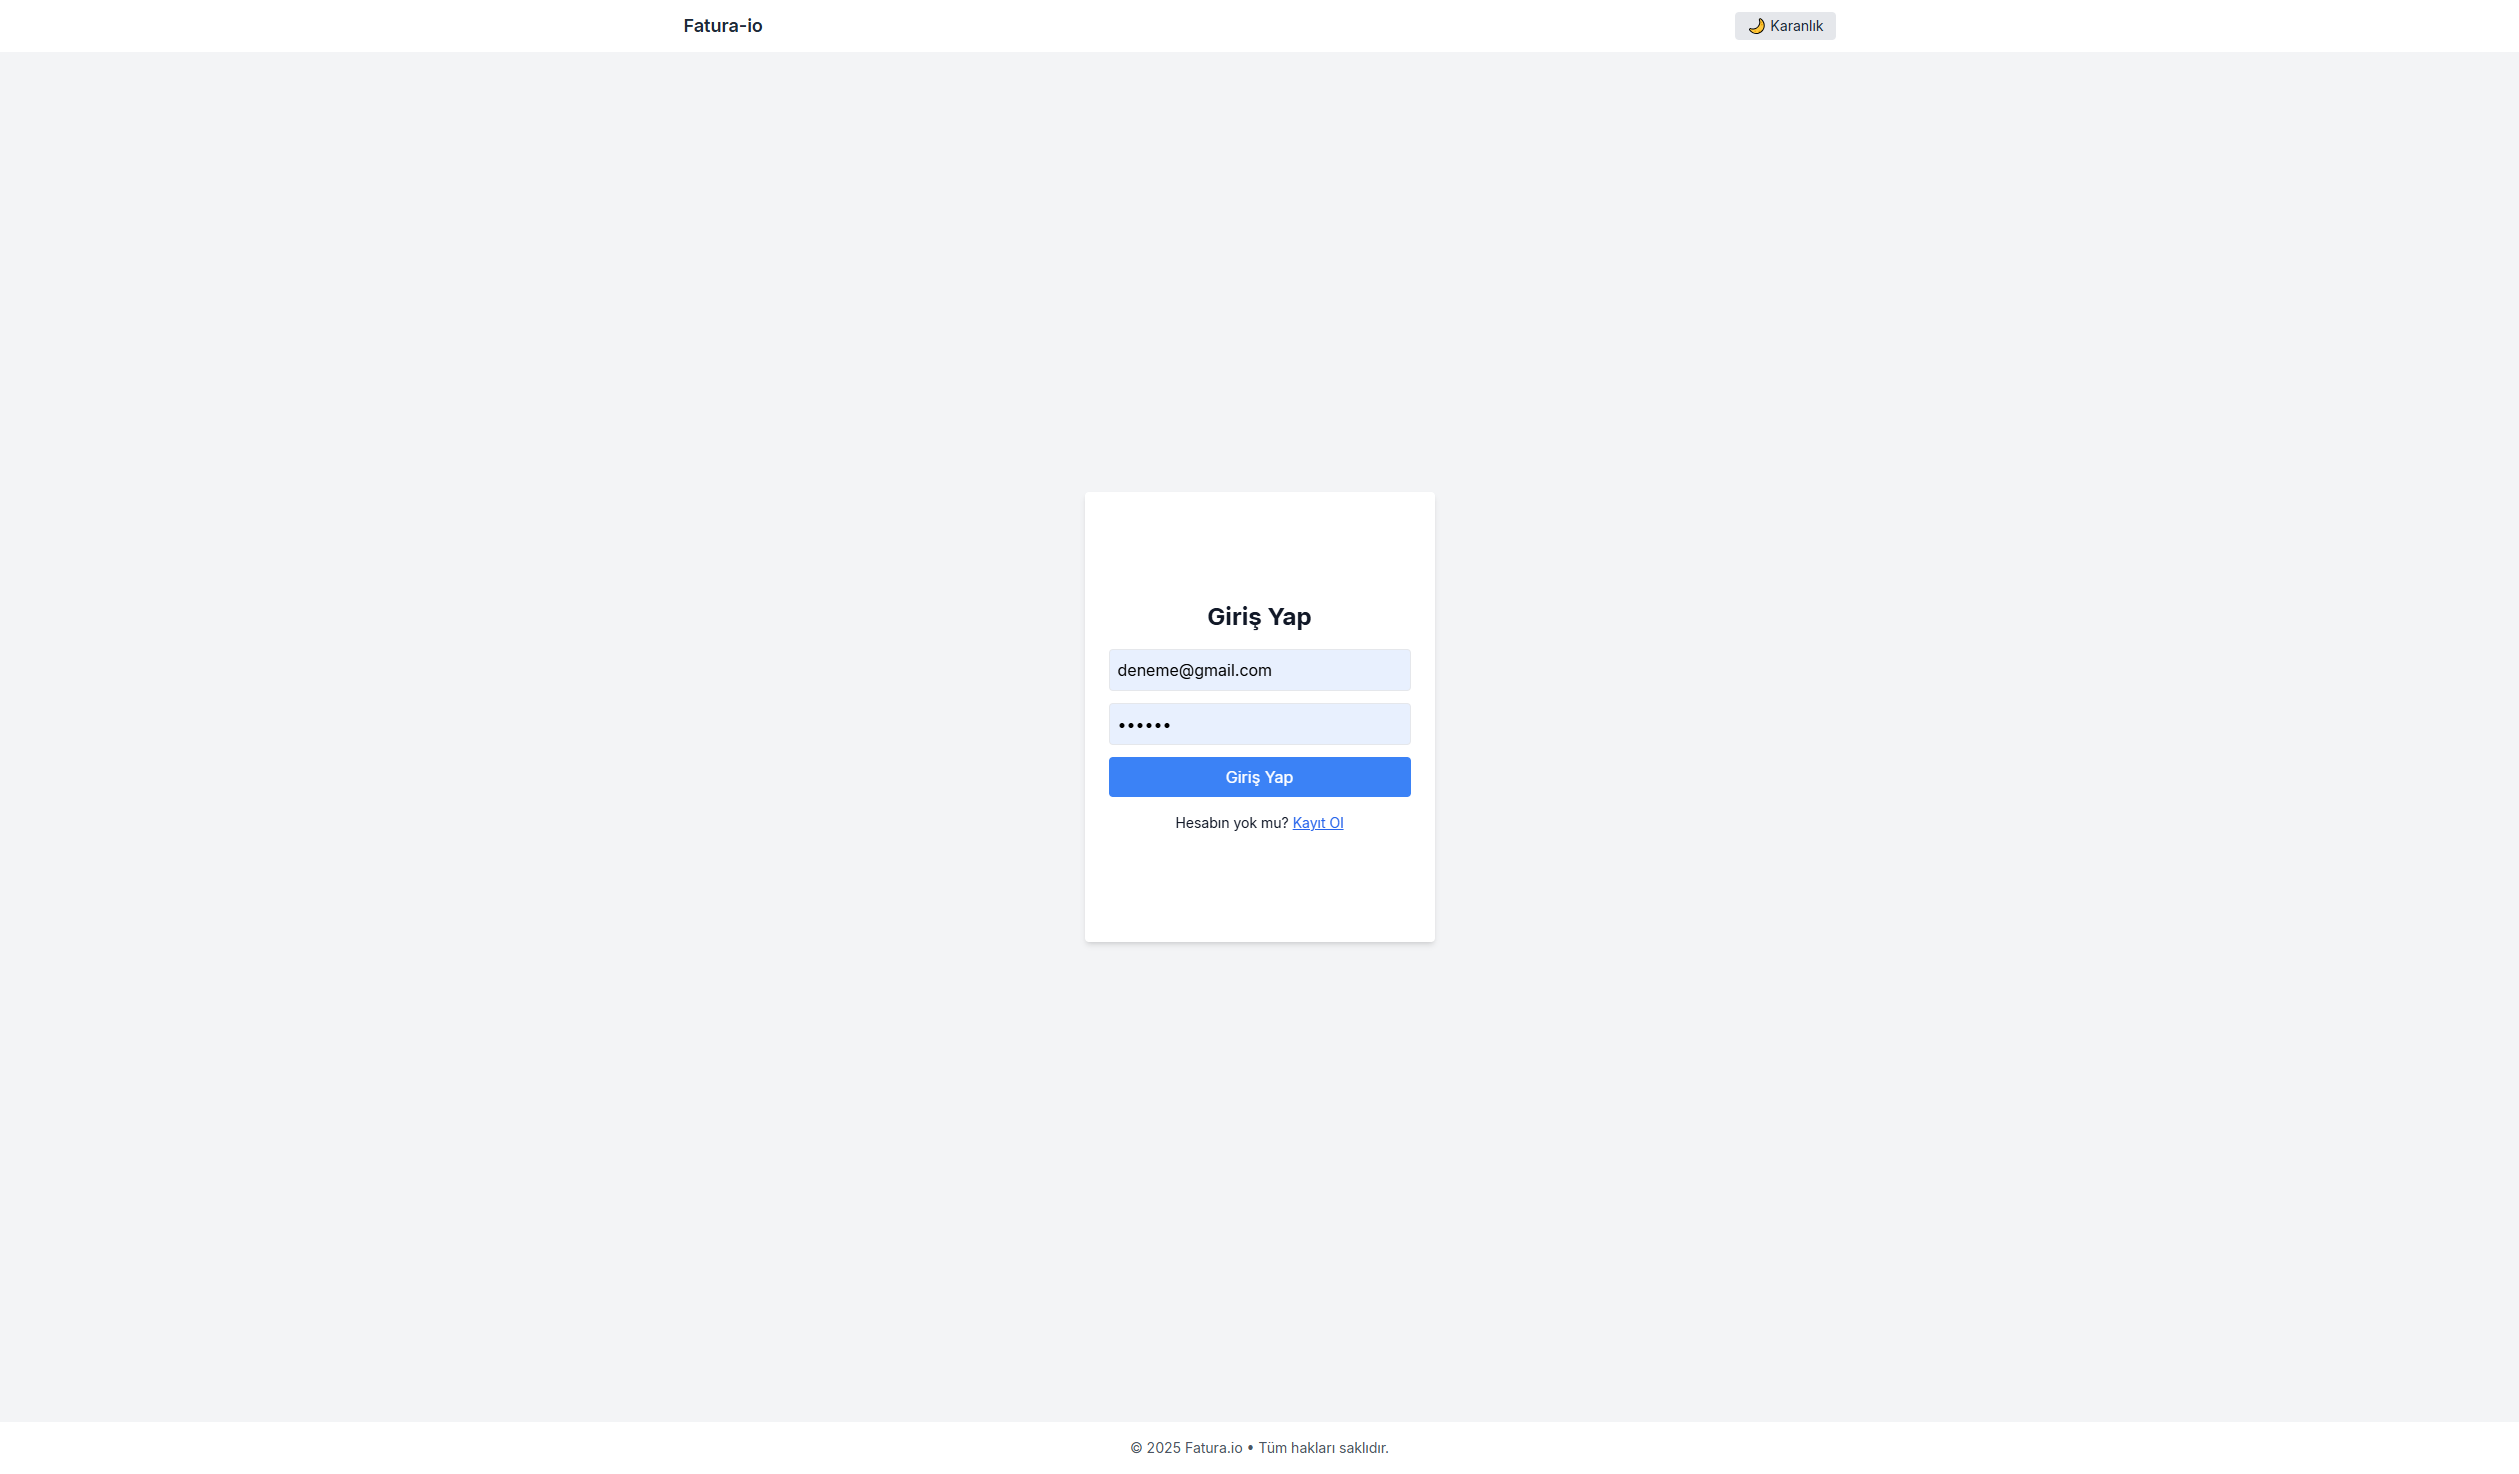 Fatura-io
🌙 Karanlık
Giriş Yap
deneme@gmail.com
••••••
Giriş Yap
Hesabın yok mu? Kayıt Ol
© 2025 Fatura.io • Tüm hakları saklıdır.